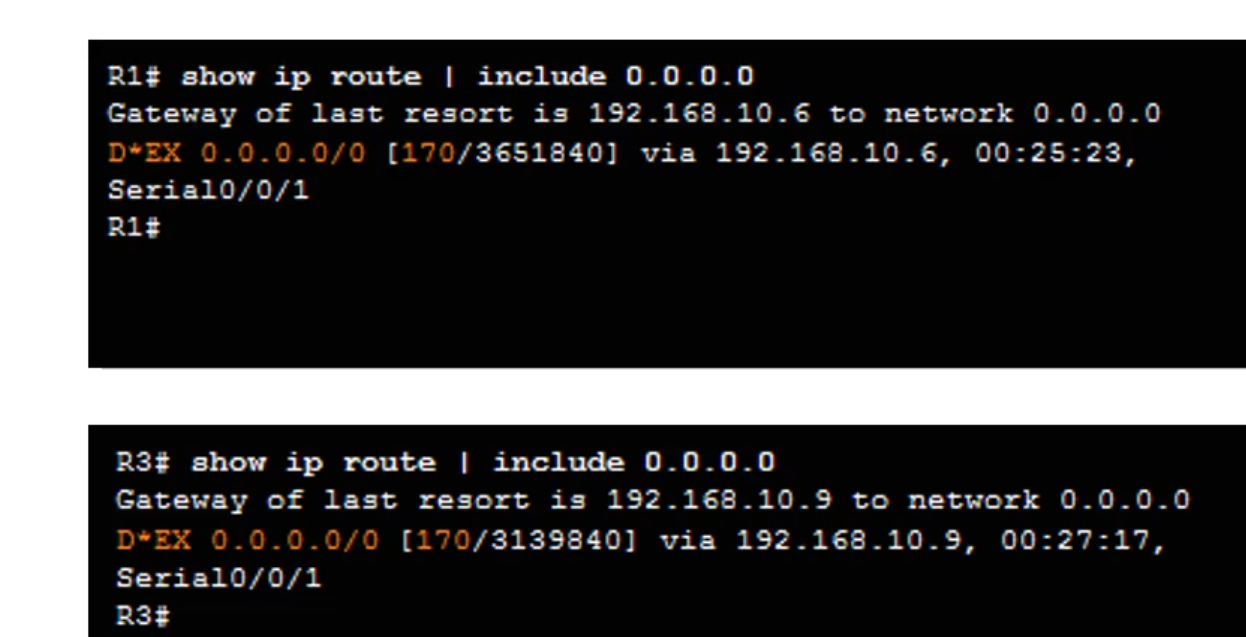 R1# show ip route | include 0.0.0.0
Gateway of last resort is 192.168.10.6 to network 0.0.0.0
D*EX 0.0.0.0/0 [170/3651840] via 192.168.10.6, 00:25:23,
Serial0/0/1
R1#
R3# show ip route | include 0.0.0.0
Gateway of last resort is 192.168.10.9 to network 0.0.0.0
D*EX 0.0.0.0/0 [170/3139840] via 192.168.10.9, 00:27:17,
Serial0/0/1
R3#